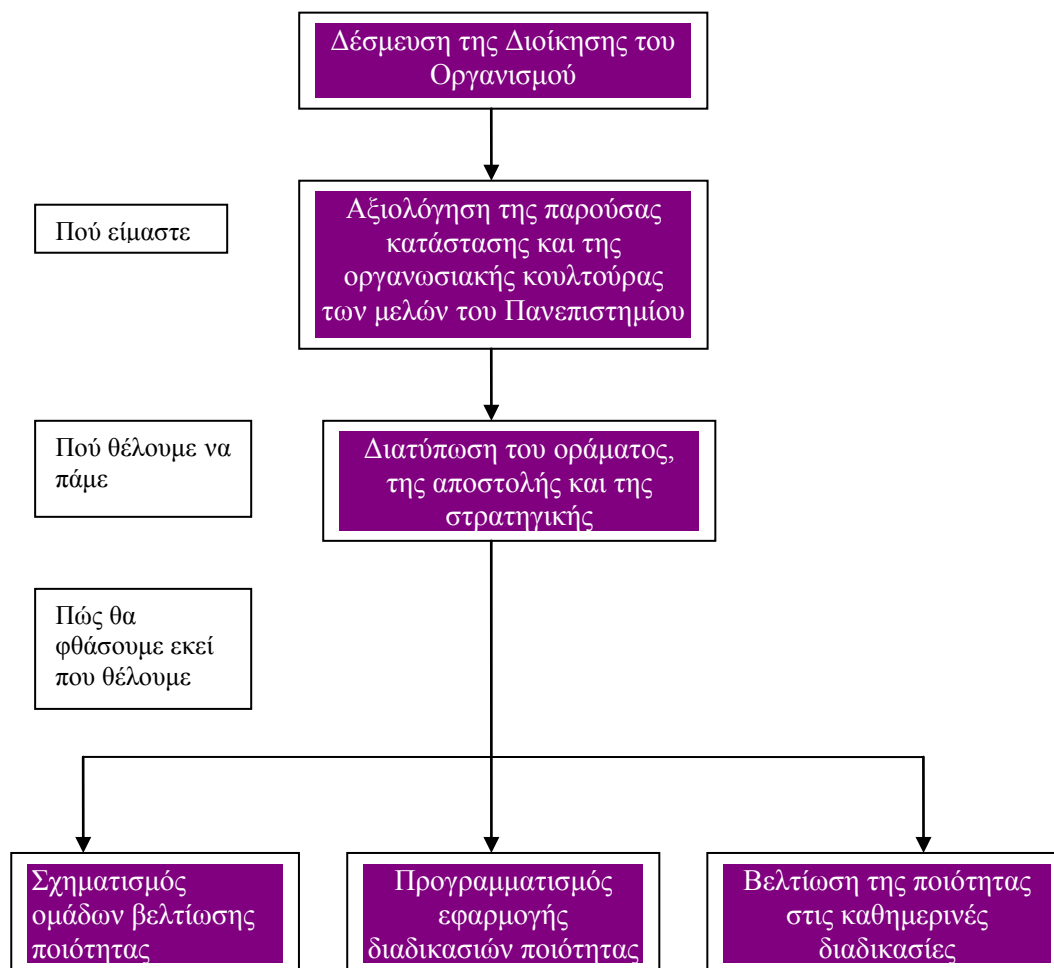 Δέσμευση της Διοίκησης του
Οργανισμού
Πού είμαστε
Αξιολόγηση της παρούσας
κατάστασης και της
οργανωσιακής κουλτούρας
των μελών του Πανεπιστημίου
Πού θέλουμε να
πάμε
Διατύπωση του οράματος,
της αποστολής και της
στρατηγικής
Πώς θα
φθάσουμε εκεί
που θέλουμε
Σχηματισμός
ομάδων βελτίωσης
ποιότητας
Προγραμματισμός
εφαρμογής
διαδικασιών ποιότητας
Βελτίωση της ποιότητας
στις καθημερινές
διαδικασίες